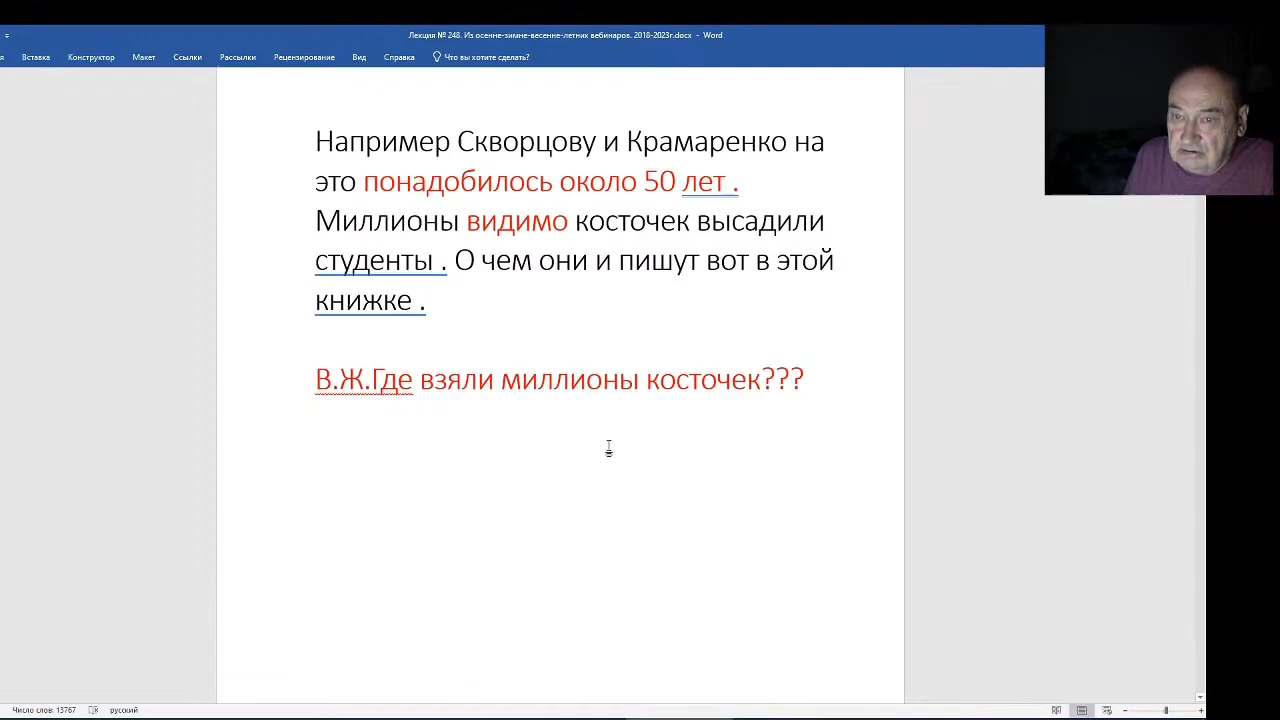 Лекция № 248. Из осенне-зимне-весенне-летних вебинаров. 2018-2023г.docx - Word
я Вставка Конструктор Макет Ссылки Рассылки Рецензирование Вид Справка Что вы хотите сделать?
Например Скворцову и Крамаренко на
это понадобилось около 50 лет .
Миллионы видимо косточек высадили
студенты . О чем они и пишут вот в этой
книжке .
В.Ж.Где взяли миллионы косточек???
Число слов: 13767 русский